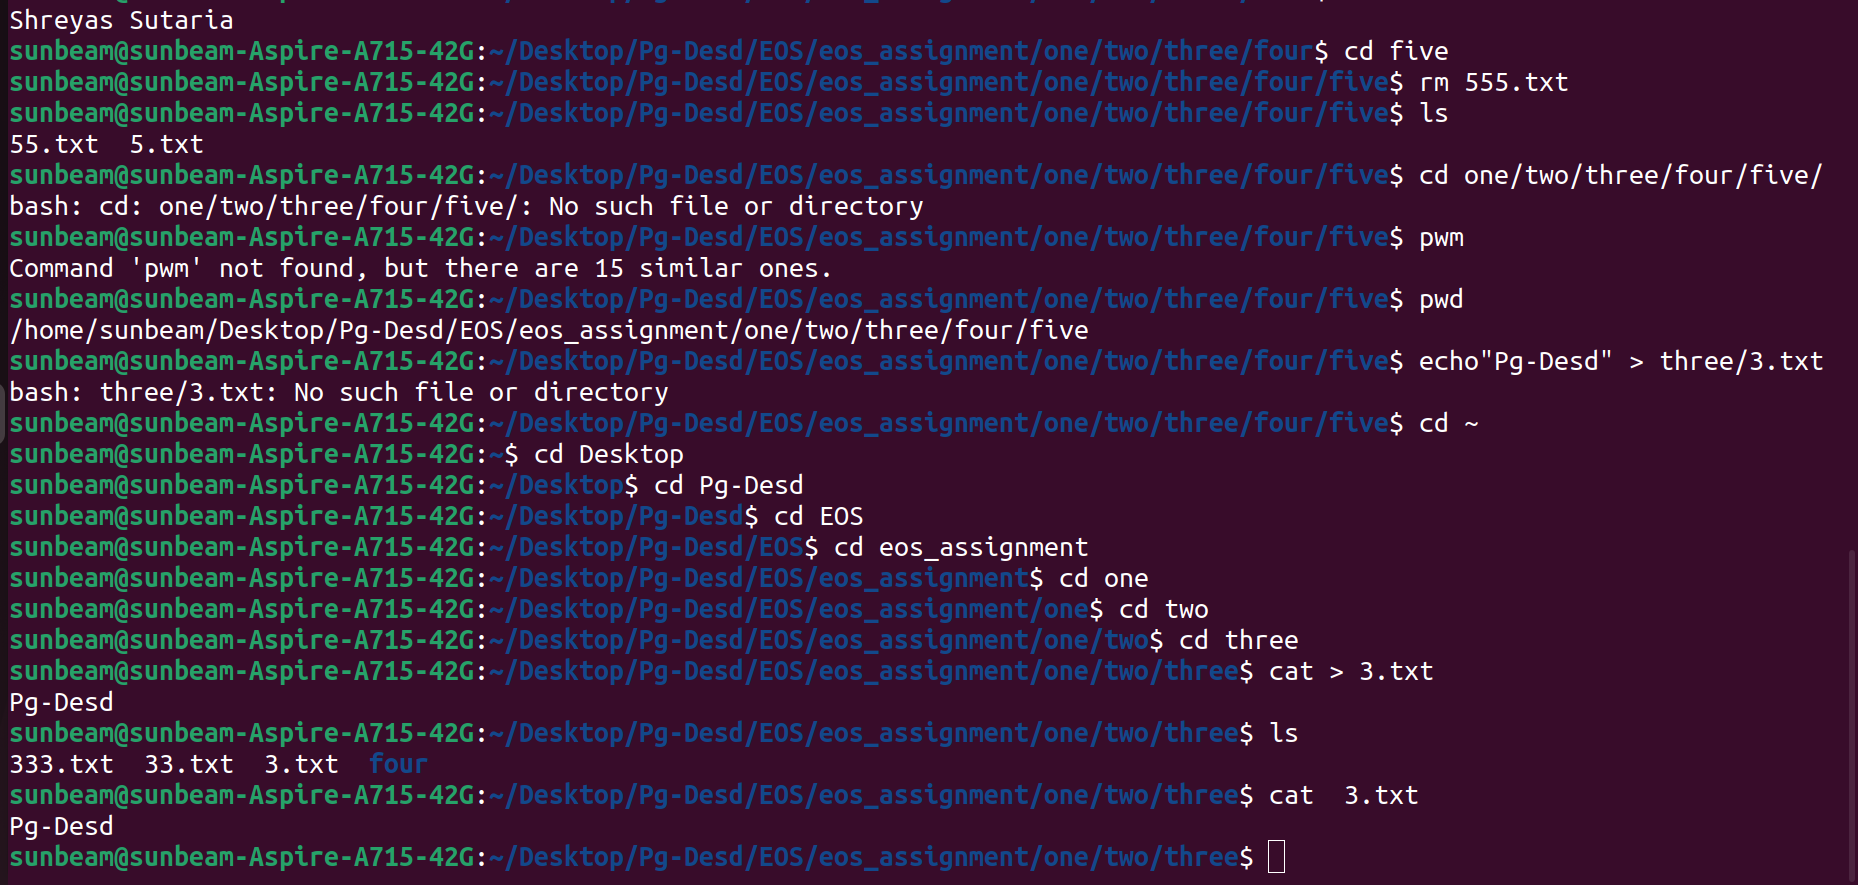 Shreyas Sutaria
sunbeam@sunbeam-Aspire-A715-42G:~/Desktop/Pg-Desd/EOS/eos_assignment/one/two/three/four$ cd five
sunbeam@sunbeam-Aspire-A715-42G:~/Desktop/Pg-Desd/EOS/eos_assignment/one/two/three/four/five$ rm 555.txt
sunbeam@sunbeam-Aspire-A715-42G:~/Desktop/Pg-Desd/EOS/eos_assignment/one/two/three/four/five$ ls
55.txt  5.txt
sunbeam@sunbeam-Aspire-A715-42G:~/Desktop/Pg-Desd/EOS/eos_assignment/one/two/three/four/five$ cd one/two/three/four/five/
bash: cd: one/two/three/four/five/: No such file or directory
sunbeam@sunbeam-Aspire-A715-42G:~/Desktop/Pg-Desd/EOS/eos_assignment/one/two/three/four/five$ pwm
Command 'pwm' not found, but there are 15 similar ones.
sunbeam@sunbeam-Aspire-A715-42G:~/Desktop/Pg-Desd/EOS/eos_assignment/one/two/three/four/five$ pwd
/home/sunbeam/Desktop/Pg-Desd/EOS/eos_assignment/one/two/three/four/five
sunbeam@sunbeam-Aspire-A715-42G:~/Desktop/Pg-Desd/EOS/eos_assignment/one/two/three/four/five$ echo"Pg-Desd" > three/3.txt
bash: three/3.txt: No such file or directory
sunbeam@sunbeam-Aspire-A715-42G:~/Desktop/Pg-Desd/EOS/eos_assignment/one/two/three/four/five$ cd ~
sunbeam@sunbeam-Aspire-A715-42G:~$ cd Desktop
sunbeam@sunbeam-Aspire-A715-42G:~/Desktop$ cd Pg-Desd
sunbeam@sunbeam-Aspire-A715-42G:~/Desktop/Pg-Desd$ cd EOS
sunbeam@sunbeam-Aspire-A715-42G:~/Desktop/Pg-Desd/EOS$ cd eos_assignment
sunbeam@sunbeam-Aspire-A715-42G:~/Desktop/Pg-Desd/EOS/eos_assignment$ cd one
sunbeam@sunbeam-Aspire-A715-42G:~/Desktop/Pg-Desd/EOS/eos_assignment/one$ cd two
sunbeam@sunbeam-Aspire-A715-42G:~/Desktop/Pg-Desd/EOS/eos_assignment/one/two$ cd three
sunbeam@sunbeam-Aspire-A715-42G:~/Desktop/Pg-Desd/EOS/eos_assignment/one/two/three$ cat > 3.txt
Pg-Desd
sunbeam@sunbeam-Aspire-A715-42G:~/Desktop/Pg-Desd/EOS/eos_assignment/one/two/three$ ls
333.txt  33.txt  3.txt  four
sunbeam@sunbeam-Aspire-A715-42G:~/Desktop/Pg-Desd/EOS/eos_assignment/one/two/three$ cat  3.txt
Pg-Desd
sunbeam@sunbeam-Aspire-A715-42G:~/Desktop/Pg-Desd/EOS/eos_assignment/one/two/three$